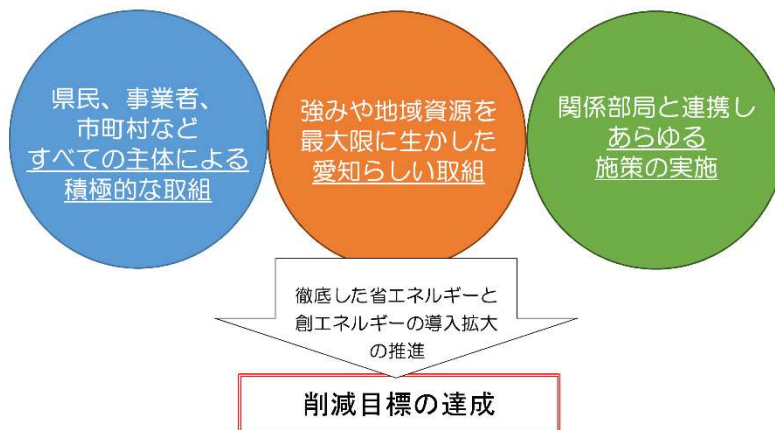 県民、事業者、
市町村など
すべての主体による
積極的な取組
強みや地域資源を
最大限に生かした
愛知らしい取組
関係部局と連携し
あらゆる
施策の実施
徹底した省エネルギーと
創エネルギーの導入拡大
の推進
削減目標の達成